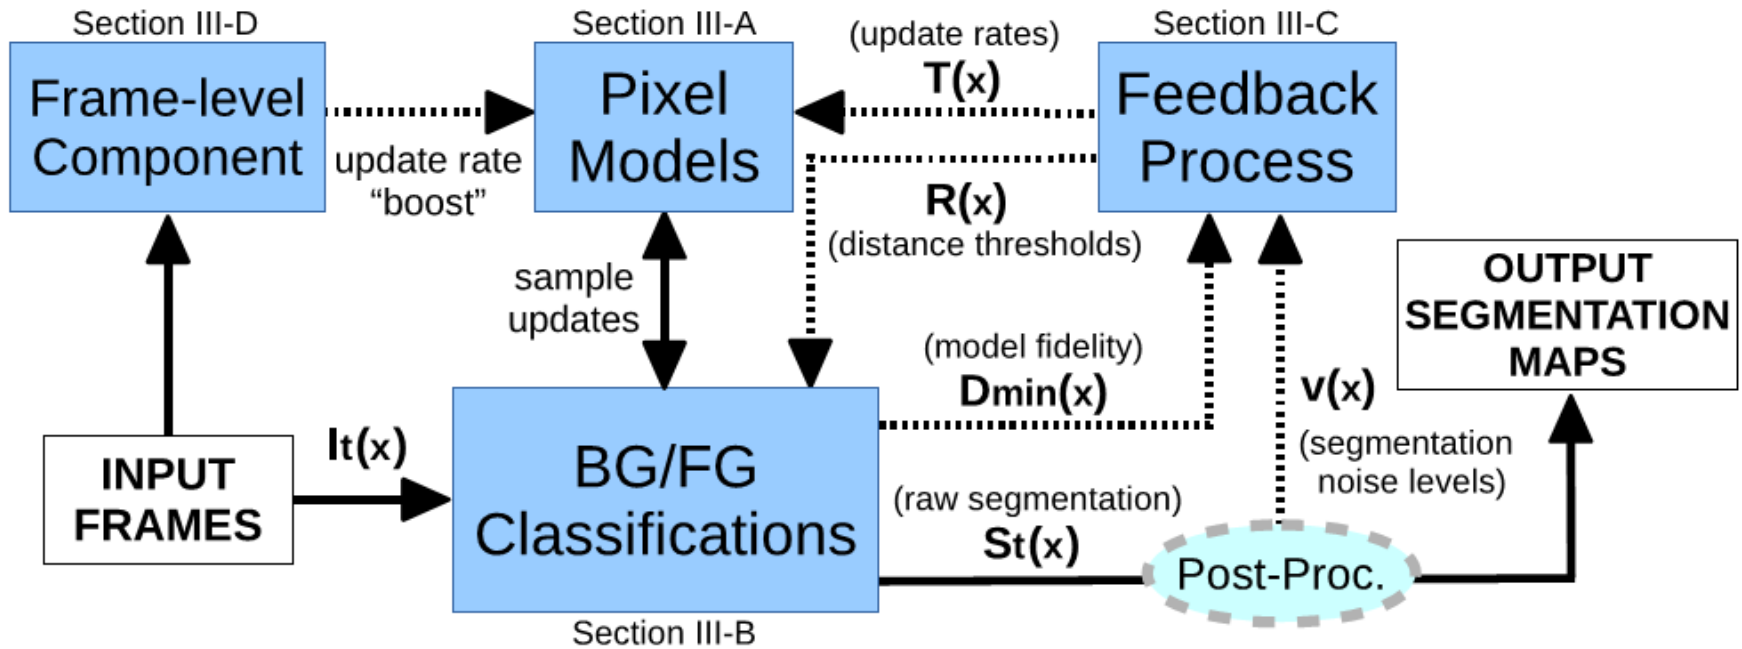 Section III-D
Frame-level
Component
update rate
“boost”
Section III-A
Pixel
Models
(update rates)
T(x)
R(x)
(distance thresholds)
Section III-C
Feedback
Process
sample
updates
(model fidelity)
Dmin(x)
v(x)
(segmentation
noise levels)
OUTPUT
SEGMENTATION
MAPS
INPUT
FRAMES
It(x)
BG/FG
Classifications
Section III-B
(raw segmentation)
St(x)
Post-Proc.